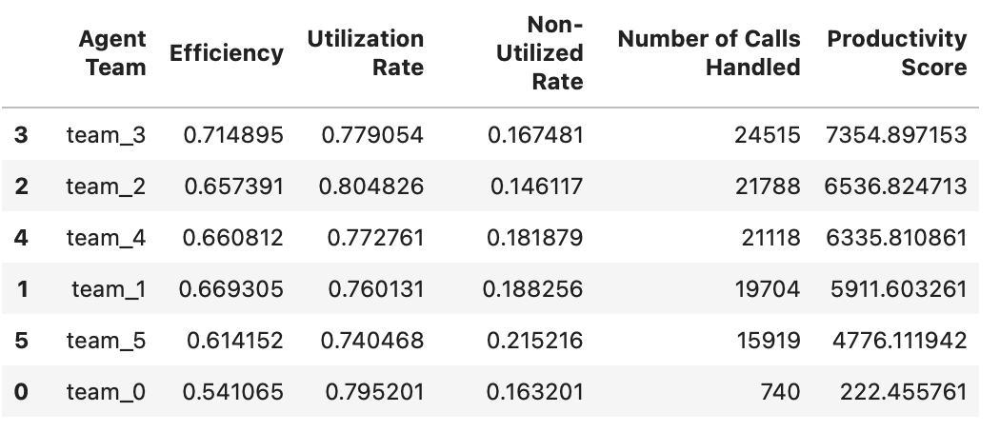 Agent Team Efficiency Utilization Rate Non-Utilized Rate Number of Calls Handled Productivity Score
3 team_3 0.714895 0.779054 0.167481 24515 7354.897153
2 team_2 0.657391 0.804826 0.146117 21788 6536.824713
4 team_4 0.660812 0.772761 0.181879 21118 6335.810861
1 team_1 0.669305 0.760131 0.188256 19704 5911.603261
5 team_5 0.614152 0.740468 0.215216 15919 4776.111942
0 team_0 0.541065 0.795201 0.163201 740 222.455761